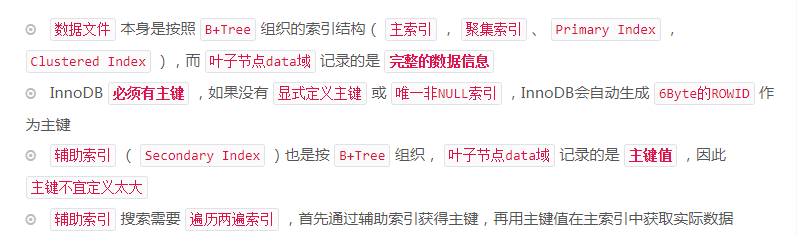 数据文件 本身是按照 B+Tree 组织的索引结构（ 主索引 ， 聚集索引 、 Primary Index ，
Clustered Index ），而 叶子节点data域 记录的是 完整的数据信息
InnoDB 必须有主键 ，如果没有 显式定义主键 或 唯一非NULL索引 ，InnoDB会自动生成 6Byte的ROWID 作
为主键
辅助索引 （ Secondary Index ）也是按 B+Tree 组织， 叶子节点data域 记录的是 主键值 ，因此
主键不宜定义太大
辅助索引 搜索需要 遍历两遍索引 ，首先通过辅助索引获得主键，再用主键值在主索引中获取实际数据